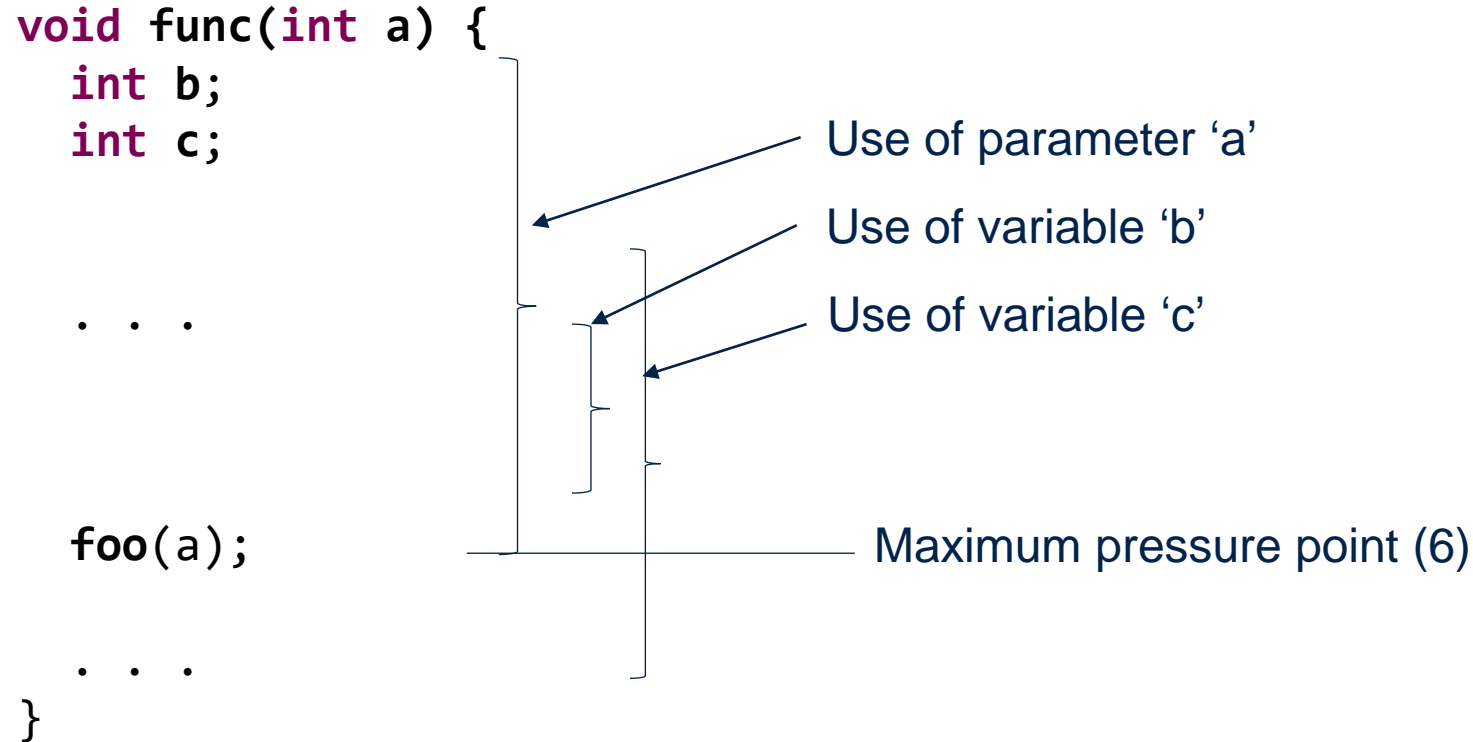 void func(int a) {
int b;
int c;
Use of parameter ‘a’
Use of variable ‘b’
Use of variable ‘c’
. . .
foo(a);
Maximum pressure point (6)
. . .
}